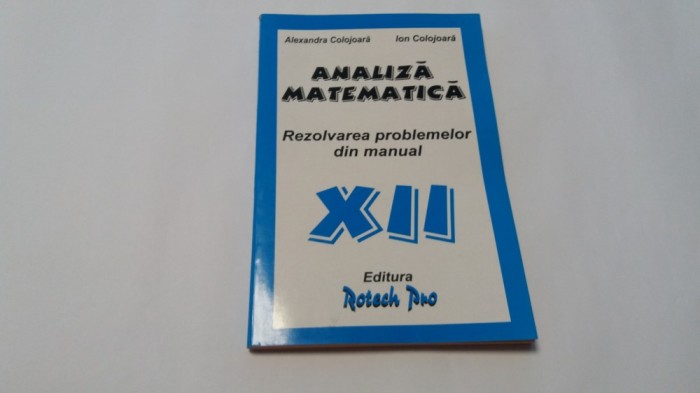 Alexandra Colojoară Ion Colojoară
ANALIZĂ
MATEMATICĂ
Rezolvarea problemelor
din manual
XII
Editura
Rotech Pro